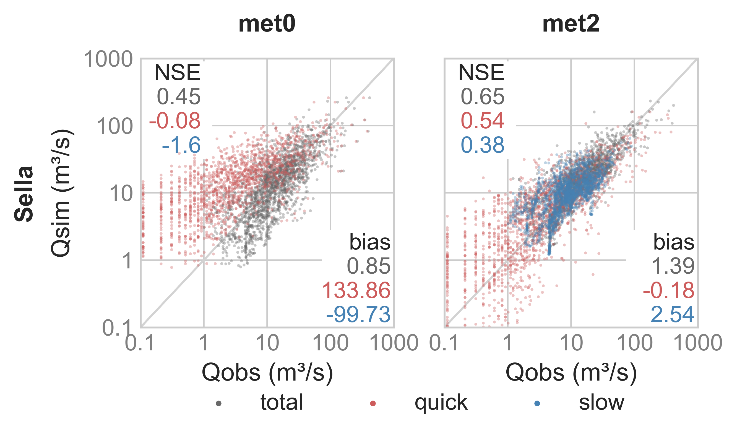 met0 met2
1000
NSE NSE
0.45 0.65
-0.08 0.54
-1.6 0.38
100
10
1
0.1
Sella
Qsim (m³/s)
bias bias
0.85 1.39
133.86 -0.18
-99.73 2.54
0.1 1 10 100 1000 0.1 1 10 100 1000
Qobs (m³/s) Qobs (m³/s)
total quick slow